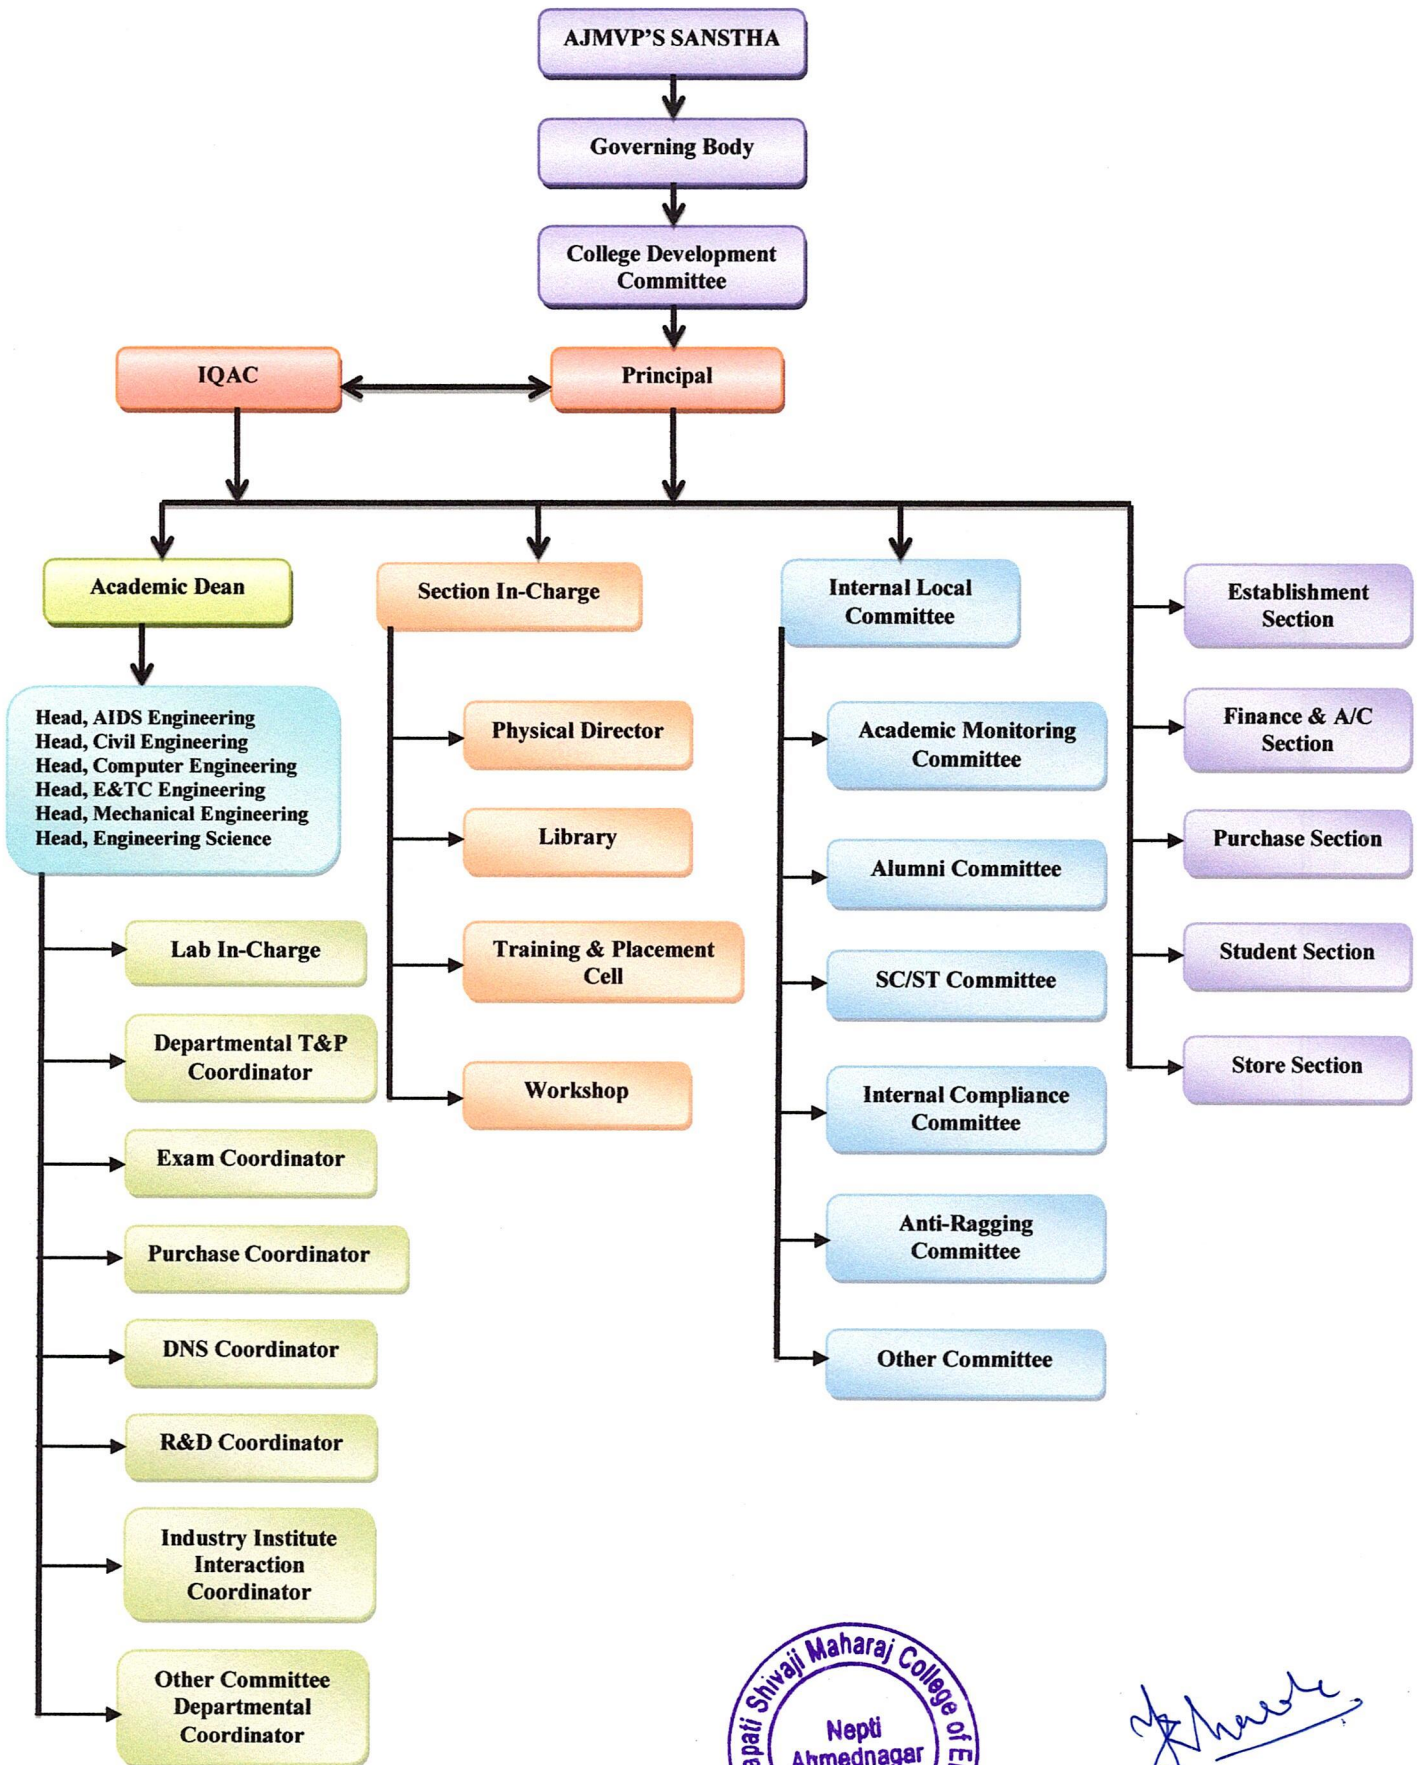 AJMVP'S SANSTHA
Governing Body
College Development
Committee
IQAC
Principal
Academic Dean
Section In-Charge
Internal Local
Committee
Establishment
Section
Head, AIDS Engineering
Head, Civil Engineering
Head, Computer Engineering
Head, E&TC Engineering
Head, Mechanical Engineering
Head, Engineering Science
Lab In-Charge
Departmental T&P
Coordinator
Exam Coordinator
Purchase Coordinator
DNS Coordinator
R&D Coordinator
Industry Institute
Interaction
Coordinator
Other Committee
Departmental
Coordinator
Physical Director
Library
Training & Placement
Cell
Workshop
Academic Monitoring
Committee
Alumni Committee
SC/ST Committee
Internal Compliance
Committee
Anti-Ragging
Committee
Other Committee
Finance & A/C
Section
Purchase Section
Student Section
Store Section
Shivaji Maharaj College of
Nepti
Ahmednagar